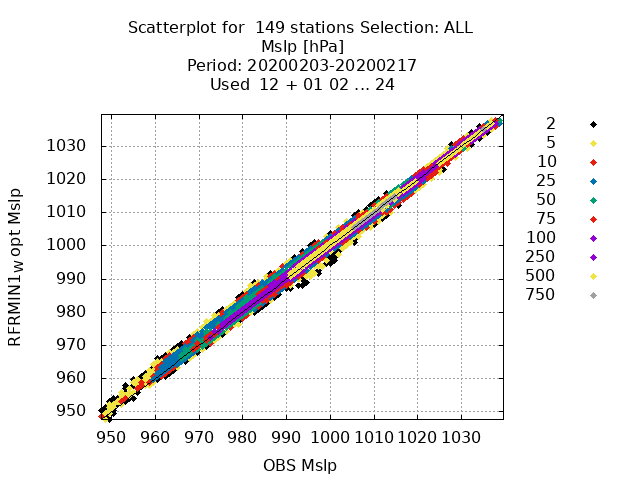 Scatterplot for  149 stations Selection: ALL
Mslp [hPa]
Period: 20200203-20200217
Used  12 + 01 02 ... 24
2
5
10
25
50
75
100
250
500
750
1030
1020
1010
1000
990
980
970
960
950
RFRMIN1wopt Mslp
950 960 970 980 990 1000 1010 1020 1030
OBS Mslp